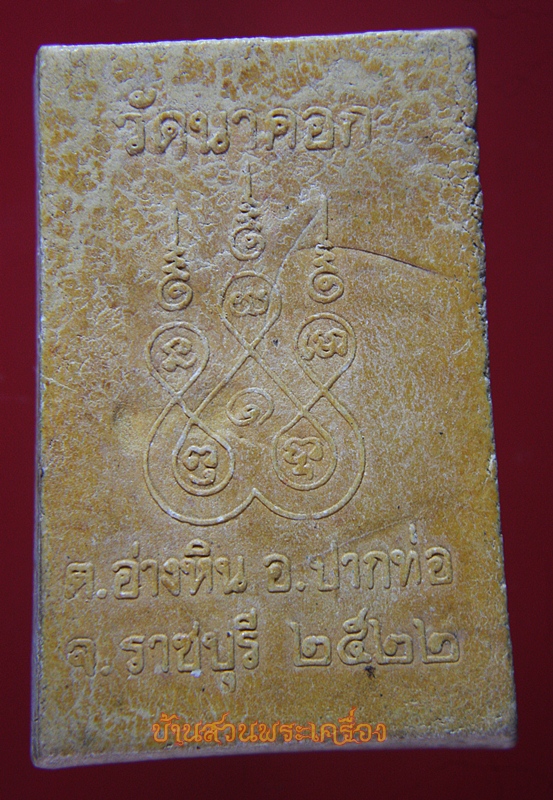 วัดนาคอก
ต.อ่างหิน อ.ปากท่อ
จ.ราชบุรี ๒๕๒๒
บ้านสวนพระเครื่อง